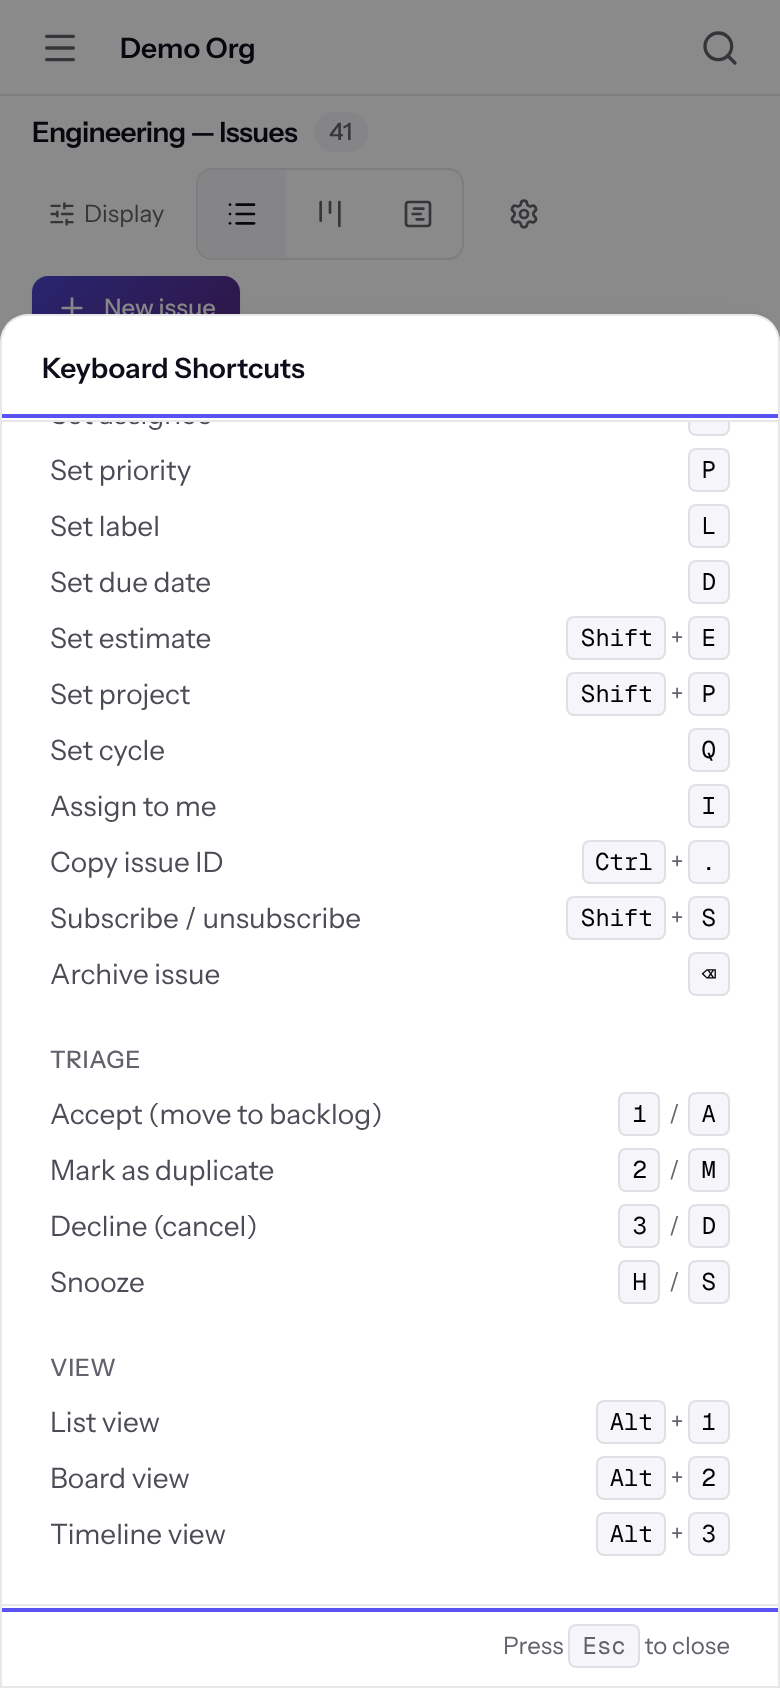 Demo Org
Engineering — Issues 41
Display
New issue
Keyboard Shortcuts
Set assignee
Set priority P
Set label L
Set due date D
Set estimate Shift + E
Set project Shift + P
Set cycle Q
Assign to me I
Copy issue ID Ctrl + .
Subscribe / unsubscribe Shift + S
Archive issue ⌫
TRIAGE
Accept (move to backlog) 1 / A
Mark as duplicate 2 / M
Decline (cancel) 3 / D
Snooze H / S
VIEW
List view Alt + 1
Board view Alt + 2
Timeline view Alt + 3
Press Esc to close